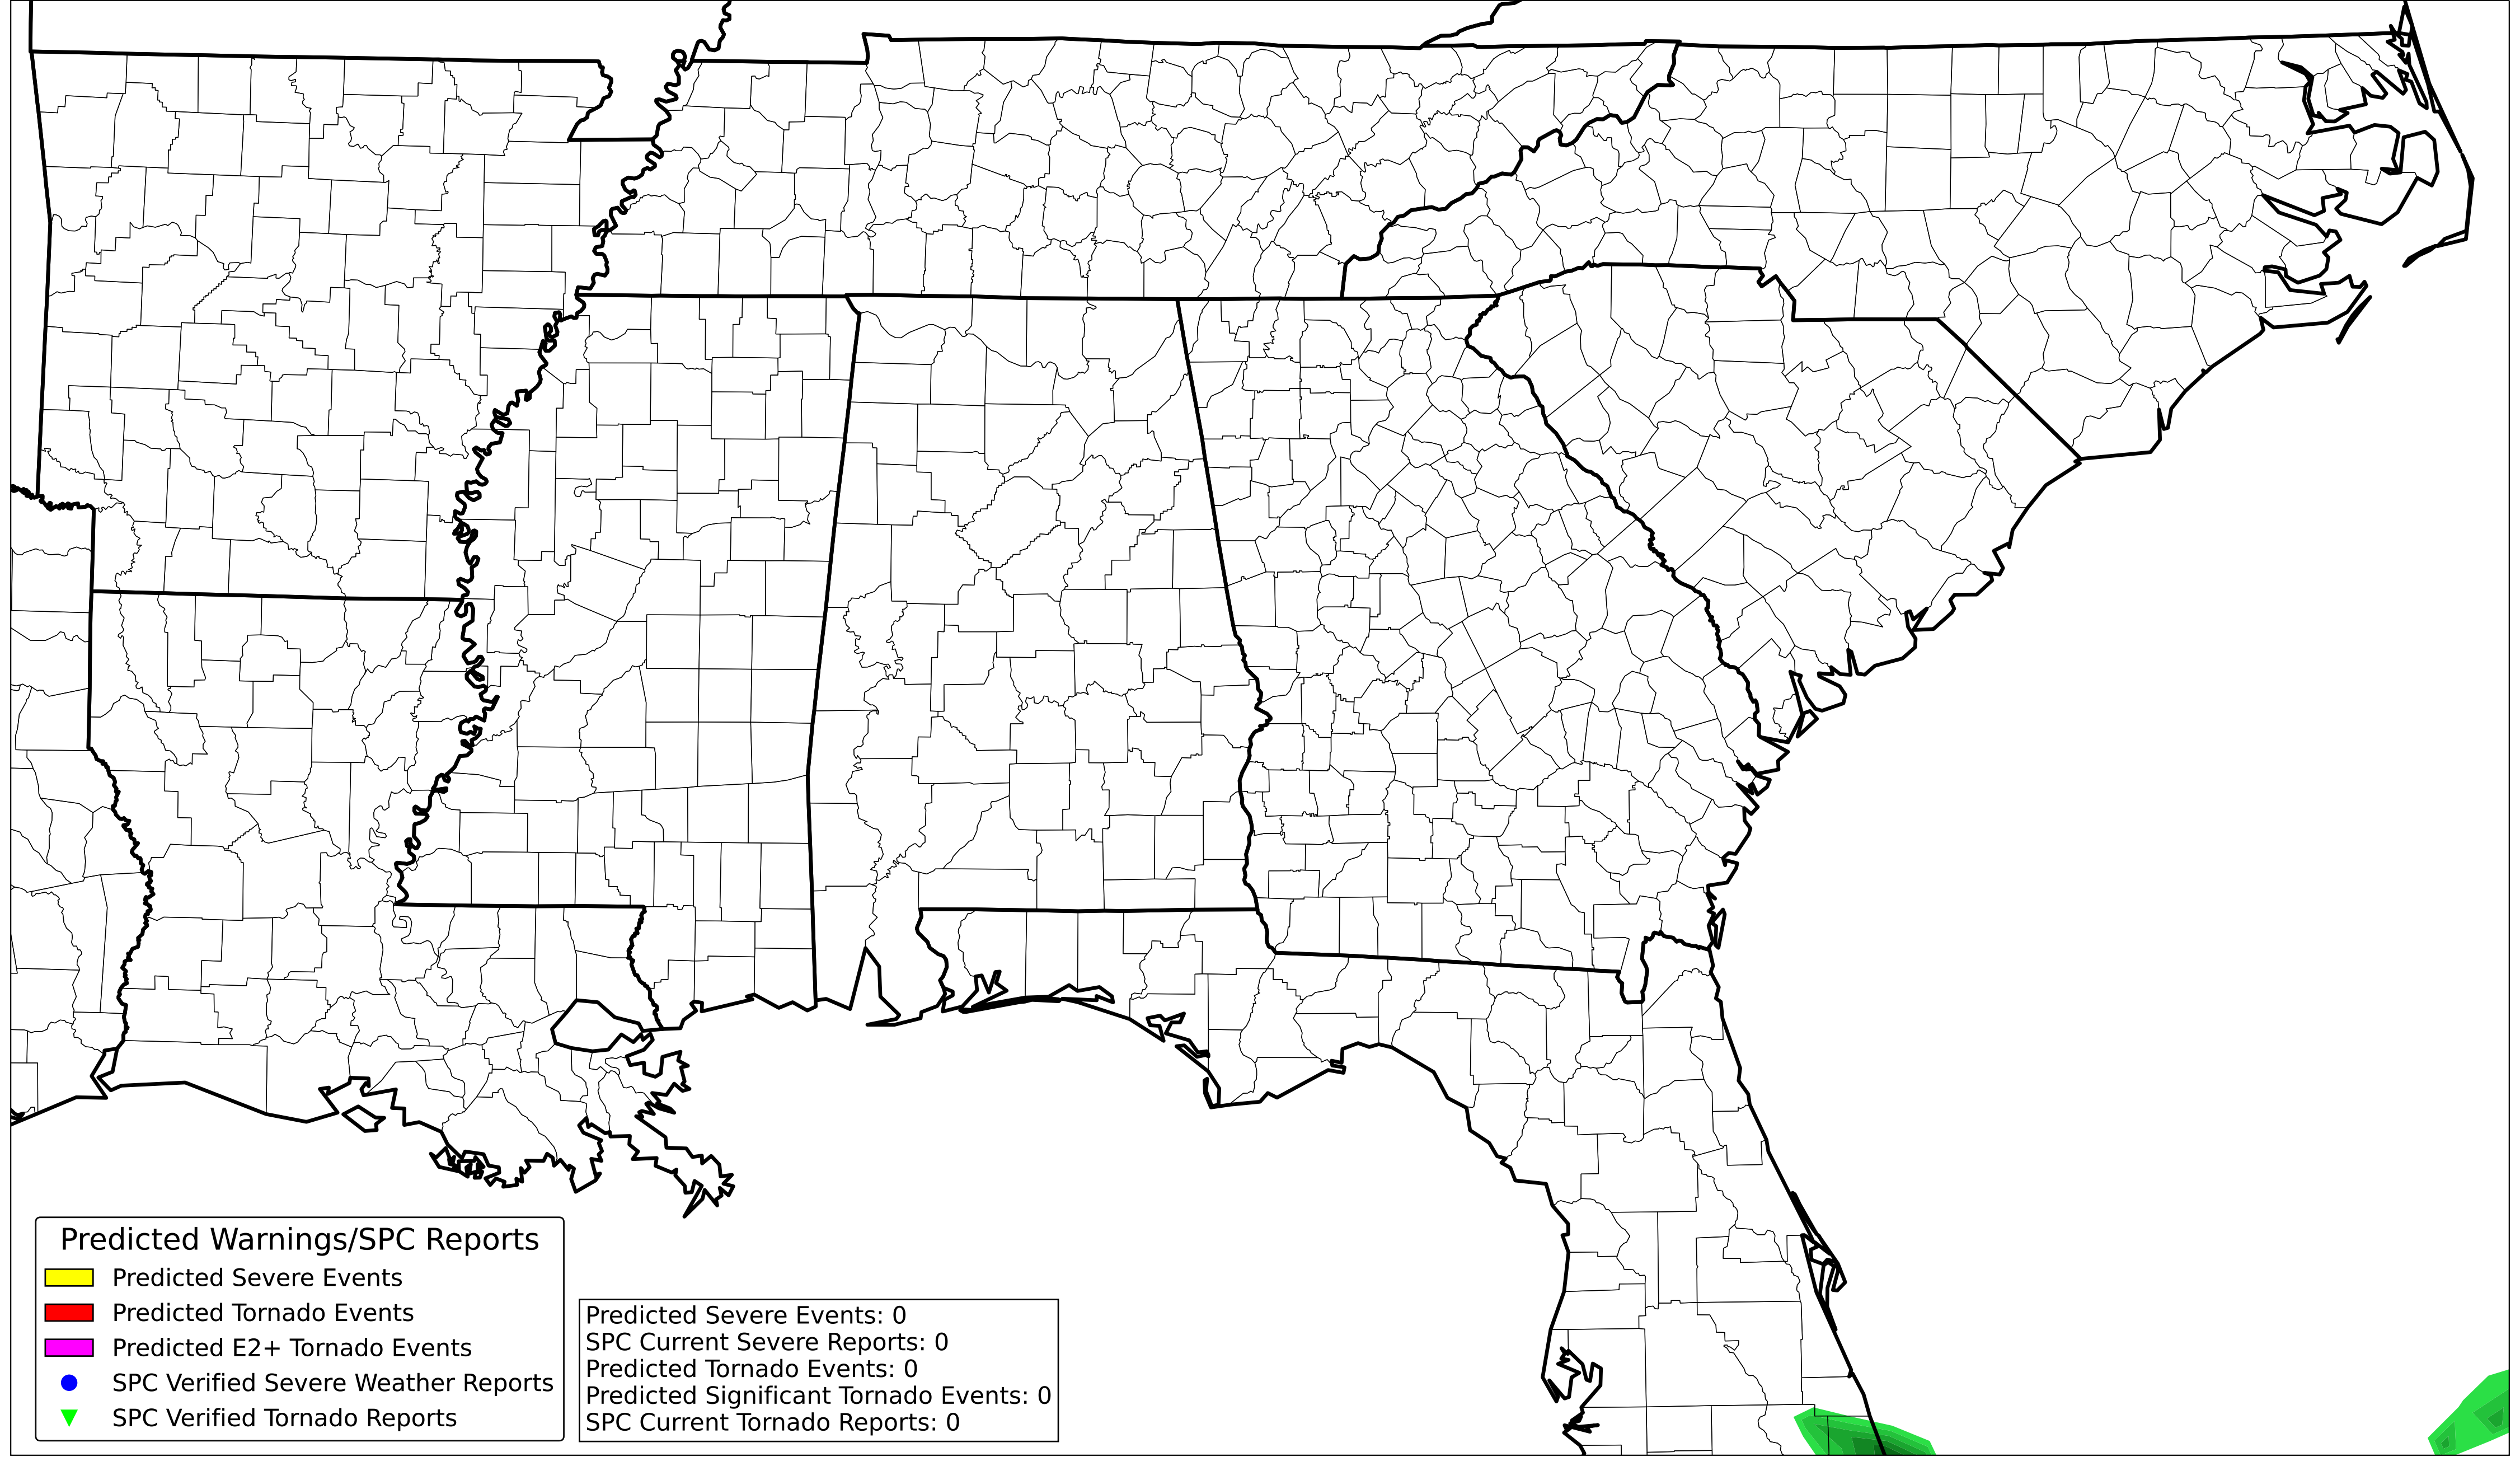 Predicted Warnings/SPC Reports
Predicted Severe Events
Predicted Tornado Events
Predicted E2+ Tornado Events
SPC Verified Severe Weather Reports
SPC Verified Tornado Reports
Predicted Severe Events: 0
SPC Current Severe Reports: 0
Predicted Tornado Events: 0
Predicted Significant Tornado Events: 0
SPC Current Tornado Reports: 0